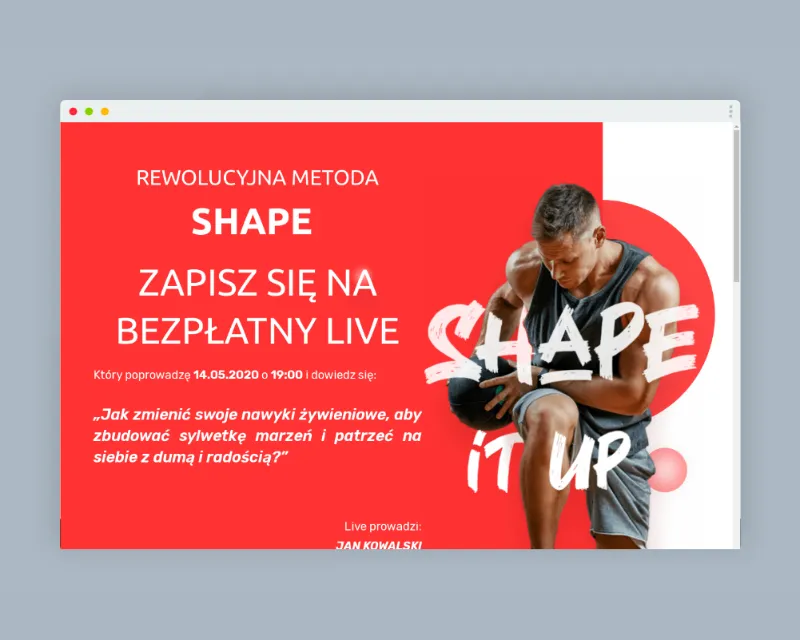 REWOLUCYJNA METODA
SHAPE
ZAPISZ SIĘ NA
BEZPŁATNY LIVE
Który poprowadzę 14.05.2020 o 19:00 i dowiedz się:
„Jak zmienić swoje nawyki żywieniowe, aby
zbudować sylwetkę marzeń i patrzeć na
siebie z dumą i radością?”
Live prowadzi:
JAN KOWALSKI
SHAPE
iT UP